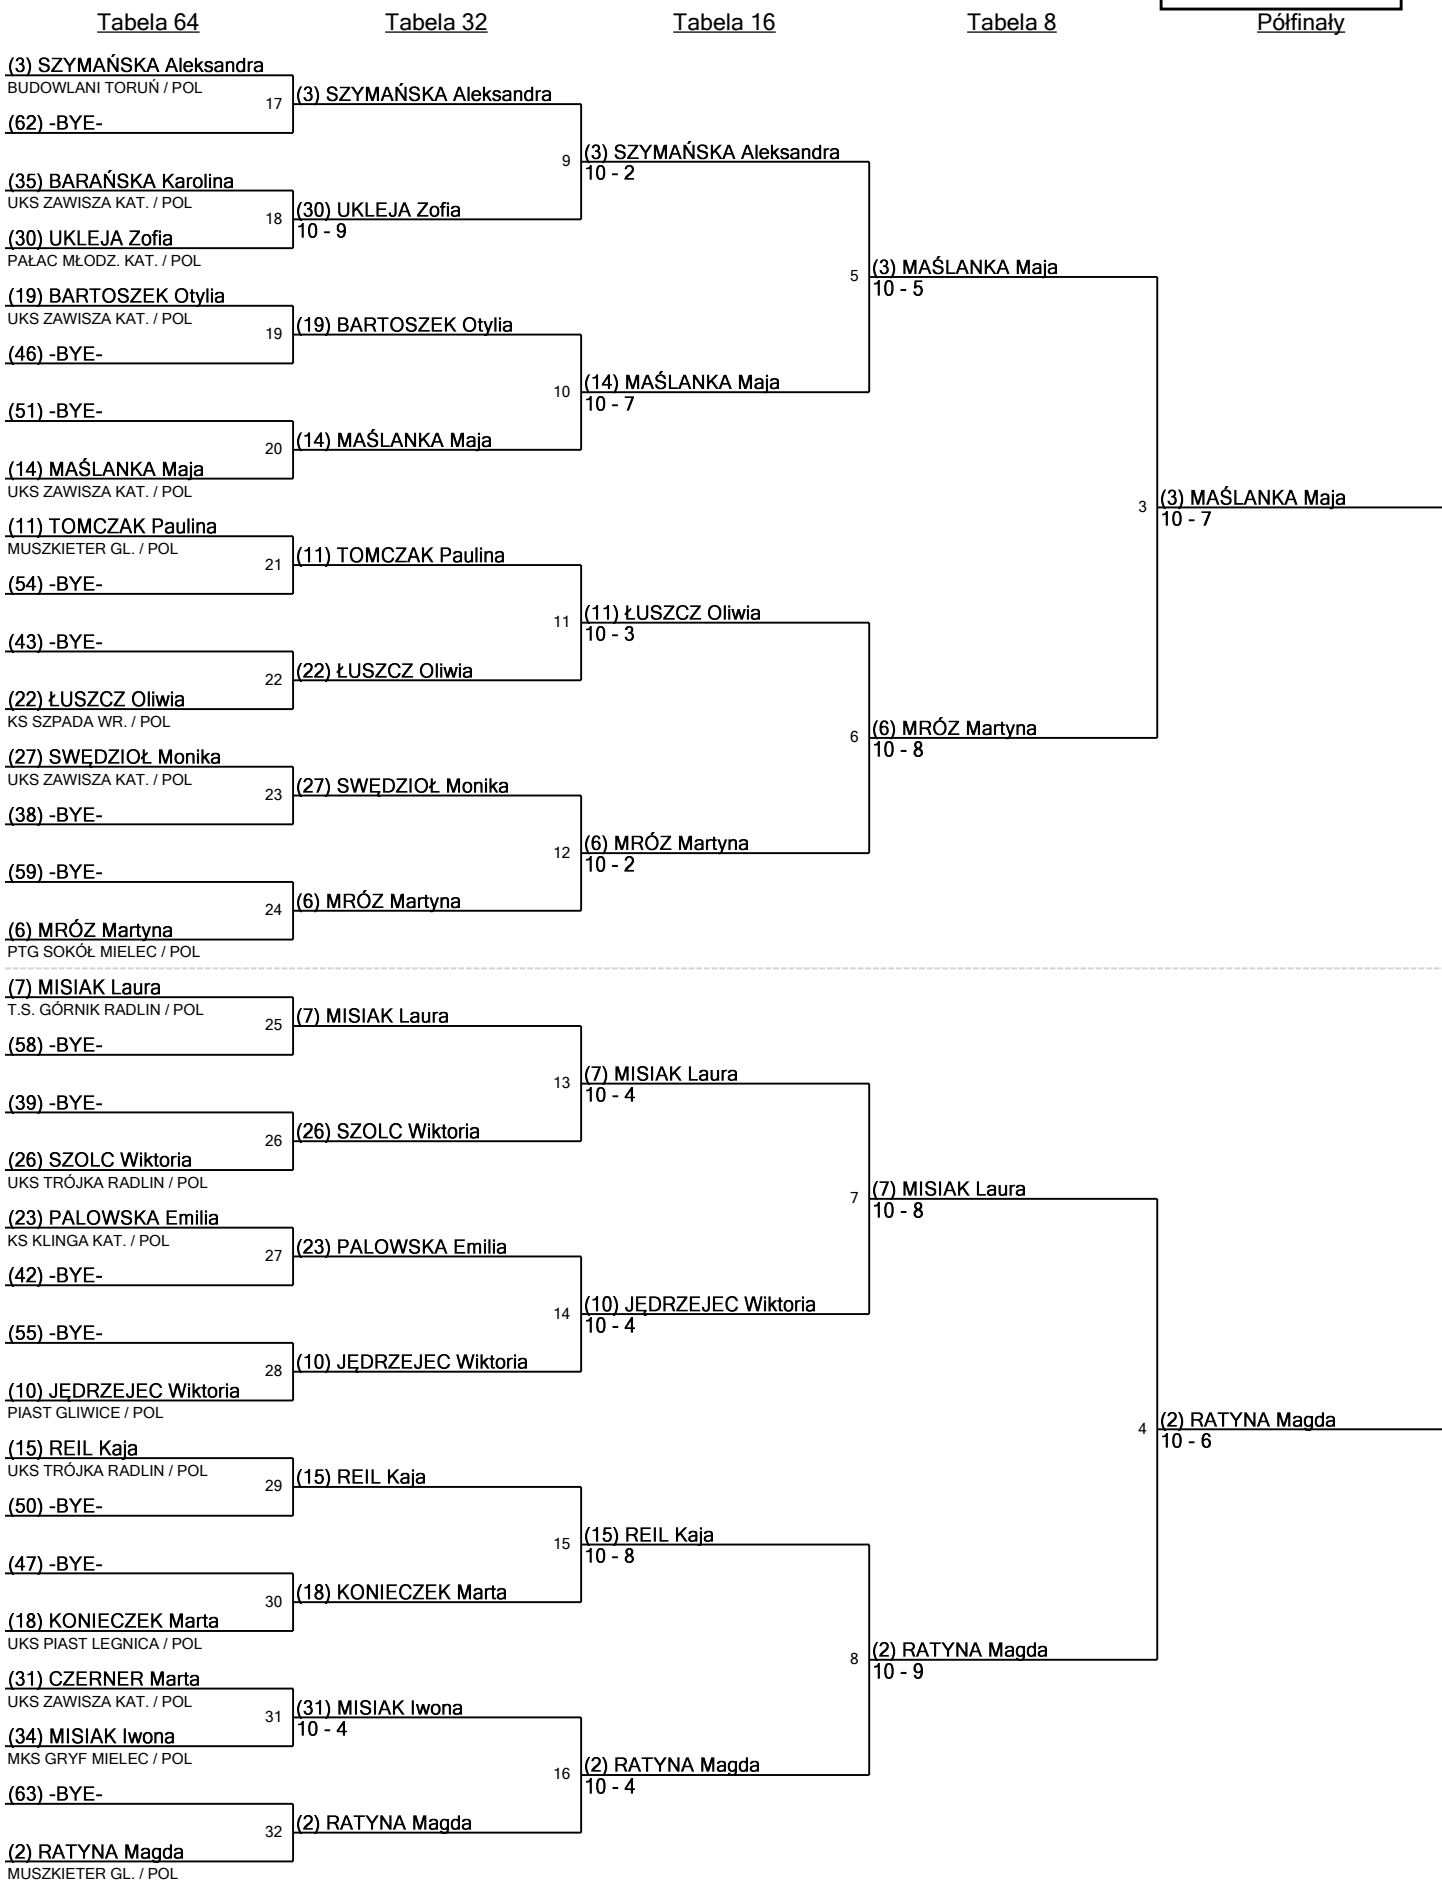 Tabela 64
Tabela 32
Tabela 16
Tabela 8
Półfinały
(3) SZYMAŃSKA Aleksandra
BUDOWLANI TORUŃ / POL
(62) -BYE-
(35) BARAŃSKA Karolina
UKS ZAWISZA KAT. / POL
(30) UKLEJA Zofia
PAŁAC MŁODZ. KAT. / POL
(19) BARTOSZEK Otylia
UKS ZAWISZA KAT. / POL
(46) -BYE-
(51) -BYE-
(14) MAŚLANKA Maja
UKS ZAWISZA KAT. / POL
(11) TOMCZAK Paulina
MUSZKIETER GL. / POL
(54) -BYE-
(43) -BYE-
(22) ŁUSZCZ Oliwia
KS SZPADA WR. / POL
(27) SWĘDZIOŁ Monika
UKS ZAWISZA KAT. / POL
(38) -BYE-
(59) -BYE-
(6) MRÓZ Martyna
PTG SOKÓŁ MIELEC / POL
(7) MISIAK Laura
T.S. GÓRNIK RADLIN / POL
(58) -BYE-
(39) -BYE-
(26) SZOLC Wiktoria
UKS TRÓJKA RADLIN / POL
(23) PALOWSKA Emilia
KS KLINGA KAT. / POL
(42) -BYE-
(55) -BYE-
(10) JĘDRZEJEC Wiktoria
PIAST GLIWICE / POL
(15) REIL Kaja
UKS TRÓJKA RADLIN / POL
(50) -BYE-
(47) -BYE-
(18) KONIECZEK Marta
UKS PIAST LEGNICA / POL
(31) CZERNER Marta
UKS ZAWISZA KAT. / POL
(34) MISIAK Iwona
MKS GRYF MIELEC / POL
(63) -BYE-
(2) RATYNA Magda
MUSZKIETER GL. / POL
17
(3) SZYMAŃSKA Aleksandra
18
(30) UKLEJA Zofia
10 - 9
19
(19) BARTOSZEK Otylia
20
(14) MAŚLANKA Maja
21
(11) TOMCZAK Paulina
22
(22) ŁUSZCZ Oliwia
23
(27) SWĘDZIOŁ Monika
24
(6) MRÓZ Martyna
25
(7) MISIAK Laura
26
(26) SZOLC Wiktoria
27
(23) PALOWSKA Emilia
28
(10) JĘDRZEJEC Wiktoria
29
(15) REIL Kaja
30
(18) KONIECZEK Marta
31
(31) MISIAK Iwona
10 - 4
32
(2) RATYNA Magda
9
(3) SZYMAŃSKA Aleksandra
10 - 2
10
(14) MAŚLANKA Maja
10 - 7
11
(11) ŁUSZCZ Oliwia
10 - 3
12
(6) MRÓZ Martyna
10 - 2
13
(7) MISIAK Laura
10 - 4
14
(10) JĘDRZEJEC Wiktoria
10 - 4
15
(15) REIL Kaja
10 - 8
16
(2) RATYNA Magda
10 - 4
5
(3) MAŚLANKA Maja
10 - 5
6
(6) MRÓZ Martyna
10 - 8
7
(7) MISIAK Laura
10 - 8
8
(2) RATYNA Magda
10 - 9
3
(3) MAŚLANKA Maja
10 - 7
4
(2) RATYNA Magda
10 - 6